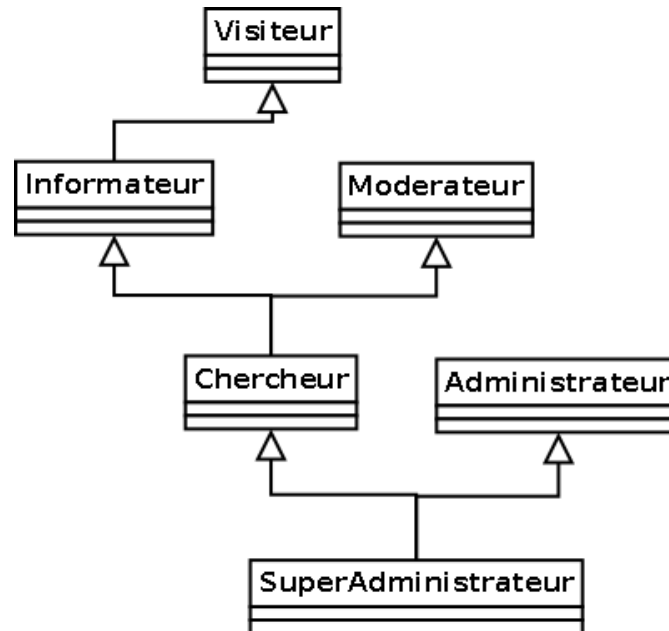 Visiteur
Informateur
Moderateur
Chercheur
Administrateur
SuperAdministrateur